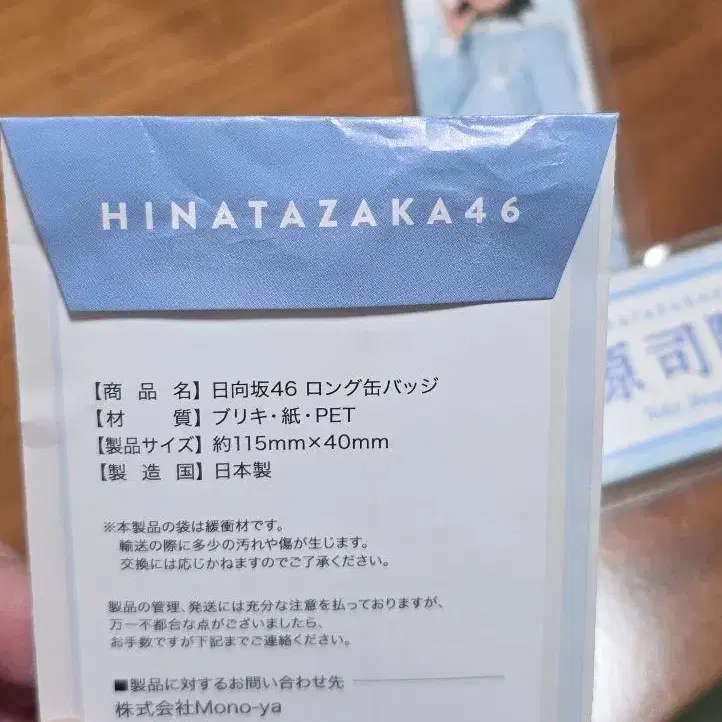 HINATAZAKA46
【商 品 名】日向坂46 ロング缶バッジ
【材 質】ブリキ・紙・PET
【製品サイズ】約115mm×40mm
【製 造 国】日本製
※本製品の袋は緩衝材です。
輸送の際に多少の汚れや傷が生じます。
交換には応じかねますのでご了承ください。
製品の管理、発送には充分な注意を払っておりますが、
万一不都合な点がございましたら、
お手数ですが下記までご連絡ください。
■製品に対するお問い合わせ先
株式会社Mono-ya
原司